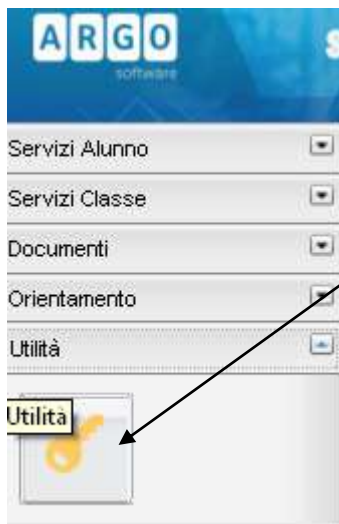 ARGO
software
Servizi Alunno
Servizi Classe
Documenti
Orientamento
Utilità
Utilità